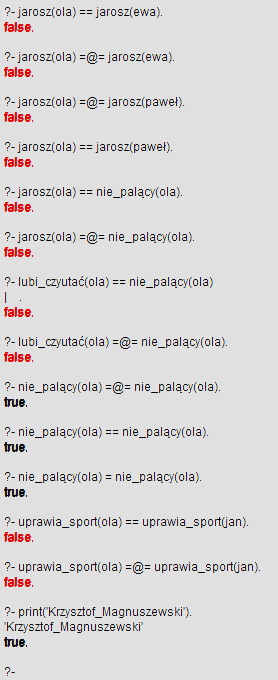 ?- jarosz(ola) == jarosz(ewa).
false.
?- jarosz(ola) =@= jarosz(ewa).
false.
?- jarosz(ola) =@= jarosz(paweł).
false.
?- jarosz(ola) == jarosz(paweł).
false.
?- jarosz(ola) == nie_palący(ola).
false.
?- jarosz(ola) =@= nie_palący(ola).
false.
?- lubi_czyutać(ola) == nie_palący(ola)
| .
false.
?- lubi_czyutać(ola) =@= nie_palący(ola).
false.
?- nie_palący(ola) =@= nie_palący(ola).
true.
?- nie_palący(ola) == nie_palący(ola).
true.
?- nie_palący(ola) = nie_palący(ola).
true.
?- uprawia_sport(ola) == uprawia_sport(jan).
false.
?- uprawia_sport(ola) =@= uprawia_sport(jan).
false.
?- print('Krzysztof_Magnuszewski').
'Krzysztof_Magnuszewski'
true.
?-